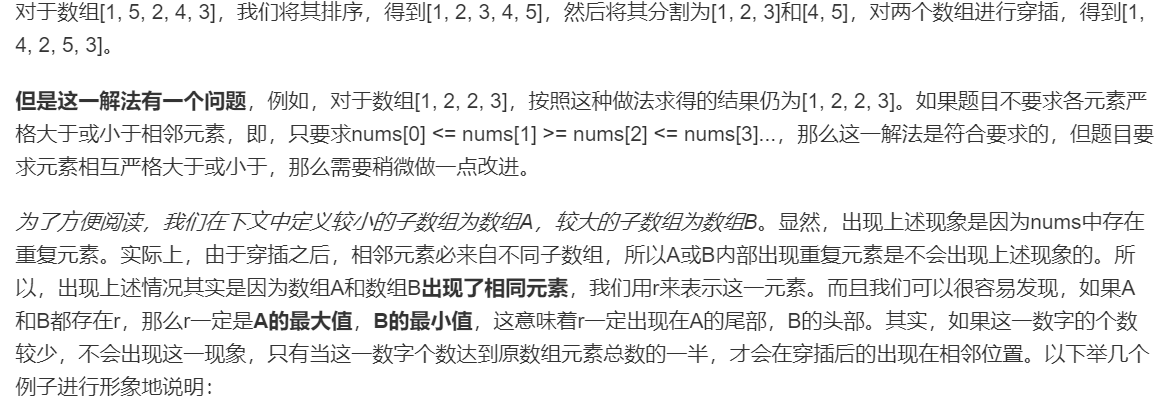 对于数组[1, 5, 2, 4, 3]，我们将其排序，得到[1, 2, 3, 4, 5]，然后将其分割为[1, 2, 3]和[4, 5]，对两个数组进行穿插，得到[1,
4, 2, 5, 3]。
但是这一解法有一个问题，例如，对于数组[1, 2, 2, 3]，按照这种做法求得的结果仍为[1, 2, 2, 3]。如果题目不要求各元素严
格大于或小于相邻元素，即，只要求nums[0] <= nums[1] >= nums[2] <= nums[3]...，那么这一解法是符合要求的，但题目要
求元素相互严格大于或小于，那么需要稍微做一点改进。
为了方便阅读，我们在下文中定义较小的子数组为数组A，较大的子数组为数组B。显然，出现上述现象是因为nums中存在
重复元素。实际上，由于穿插之后，相邻元素必来自不同子数组，所以A或B内部出现重复元素是不会出现上述现象的。所
以，出现上述情况其实是因为数组A和数组B出现了相同元素，我们用r来表示这一元素。而且我们可以很容易发现，如果A
和B都存在r，那么r一定是A的最大值，B的最小值，这意味着r一定出现在A的尾部，B的头部。其实，如果这一数字的个数
较少，不会出现这一现象，只有当这一数字个数达到原数组元素总数的一半，才会在穿插后的出现在相邻位置。以下举几个
例子进行形象地说明：